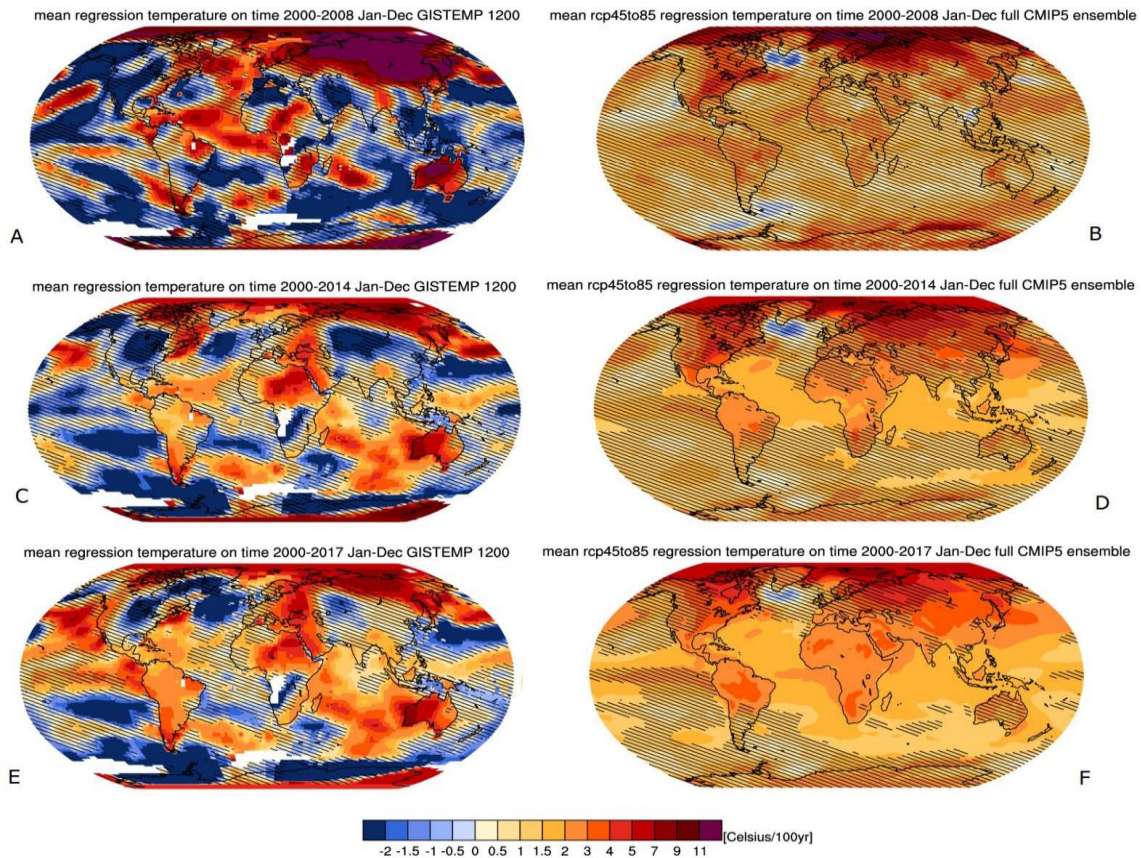 mean regression temperature on time 2000-2008 Jan-Dec GISTEMP 1200
mean rcp45to85 regression temperature on time 2000-2008 Jan-Dec full CMIP5 ensemble
A
B
mean regression temperature on time 2000-2014 Jan-Dec GISTEMP 1200
mean rcp45to85 regression temperature on time 2000-2014 Jan-Dec full CMIP5 ensemble
C
D
mean regression temperature on time 2000-2017 Jan-Dec GISTEMP 1200
mean rcp45to85 regression temperature on time 2000-2017 Jan-Dec full CMIP5 ensemble
E
F
[Celsius/100yr]
-2 -1.5 -1 -0.5 0 0.5 1 1.5 2 3 4 5 7 9 11